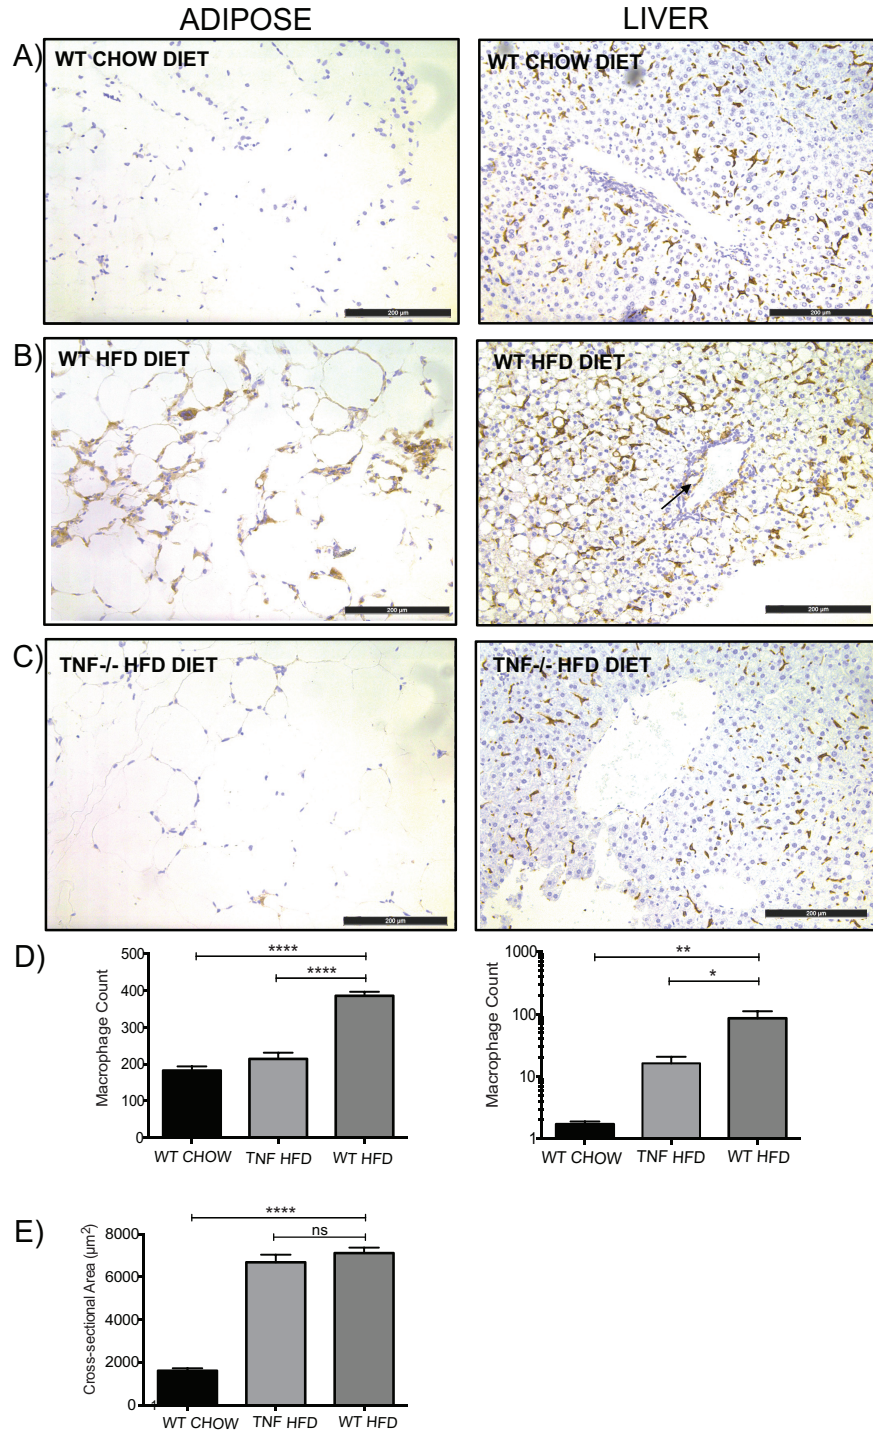 ADIPOSE
LIVER
A)
WT CHOW DIET
WT CHOW DIET
200 µm
200 µm
B)
WT HFD DIET
WT HFD DIET
200 µm
200 µm
C)
TNF-/- HFD DIET
TNF-/- HFD DIET
200 µm
200 µm
D)
Macrophage Count
500
400
300
200
100
0
****
****
WT CHOW
TNF HFD
WT HFD
Macrophage Count
1000
100
10
1
**
*
WT CHOW
TNF HFD
WT HFD
E)
Cross-sectional Area (µm²)
8000
6000
4000
2000
0
****
ns
WT CHOW
TNF HFD
WT HFD